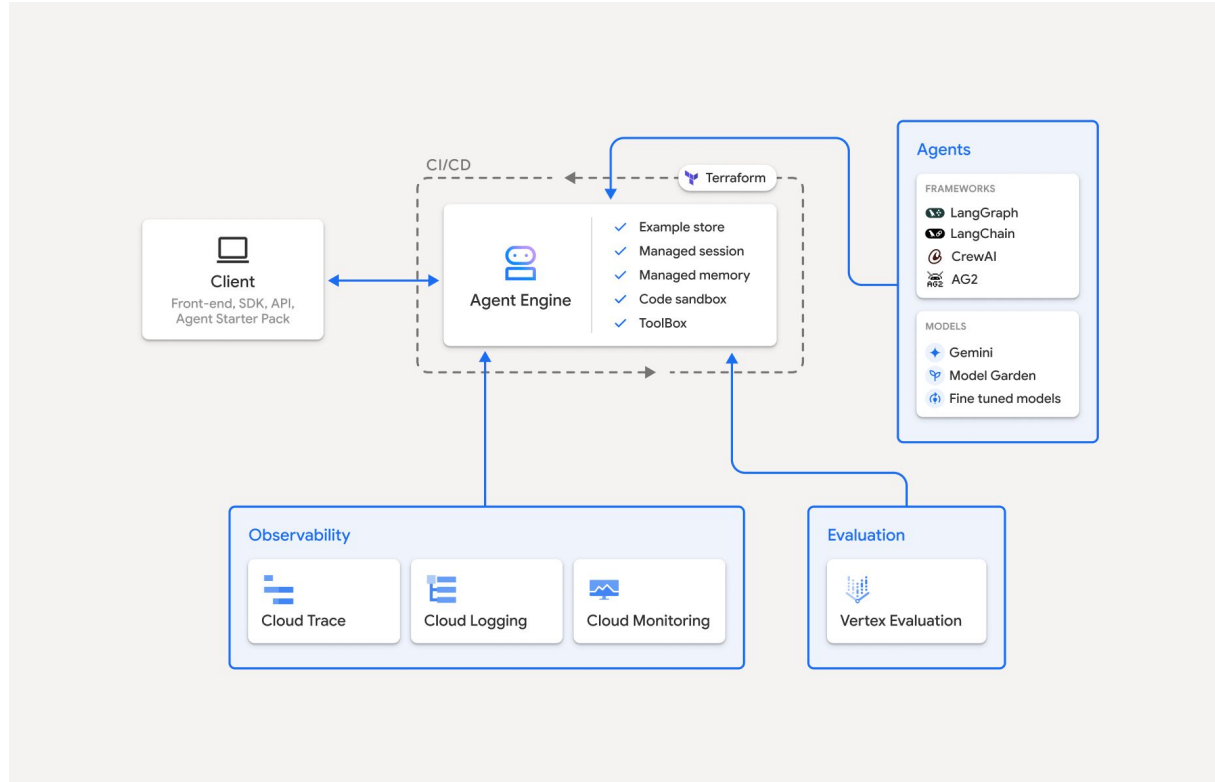 CI/CD
Terraform
Client
Front-end, SDK, API,
Agent Starter Pack
Agent Engine
Example store
Managed session
Managed memory
Code sandbox
ToolBox
Agents
FRAMEWORKS
LangGraph
LangChain
CrewAI
AG2
AG2
MODELS
Gemini
Model Garden
Fine tuned models
Observability
Cloud Trace
Cloud Logging
Cloud Monitoring
Evaluation
Vertex Evaluation